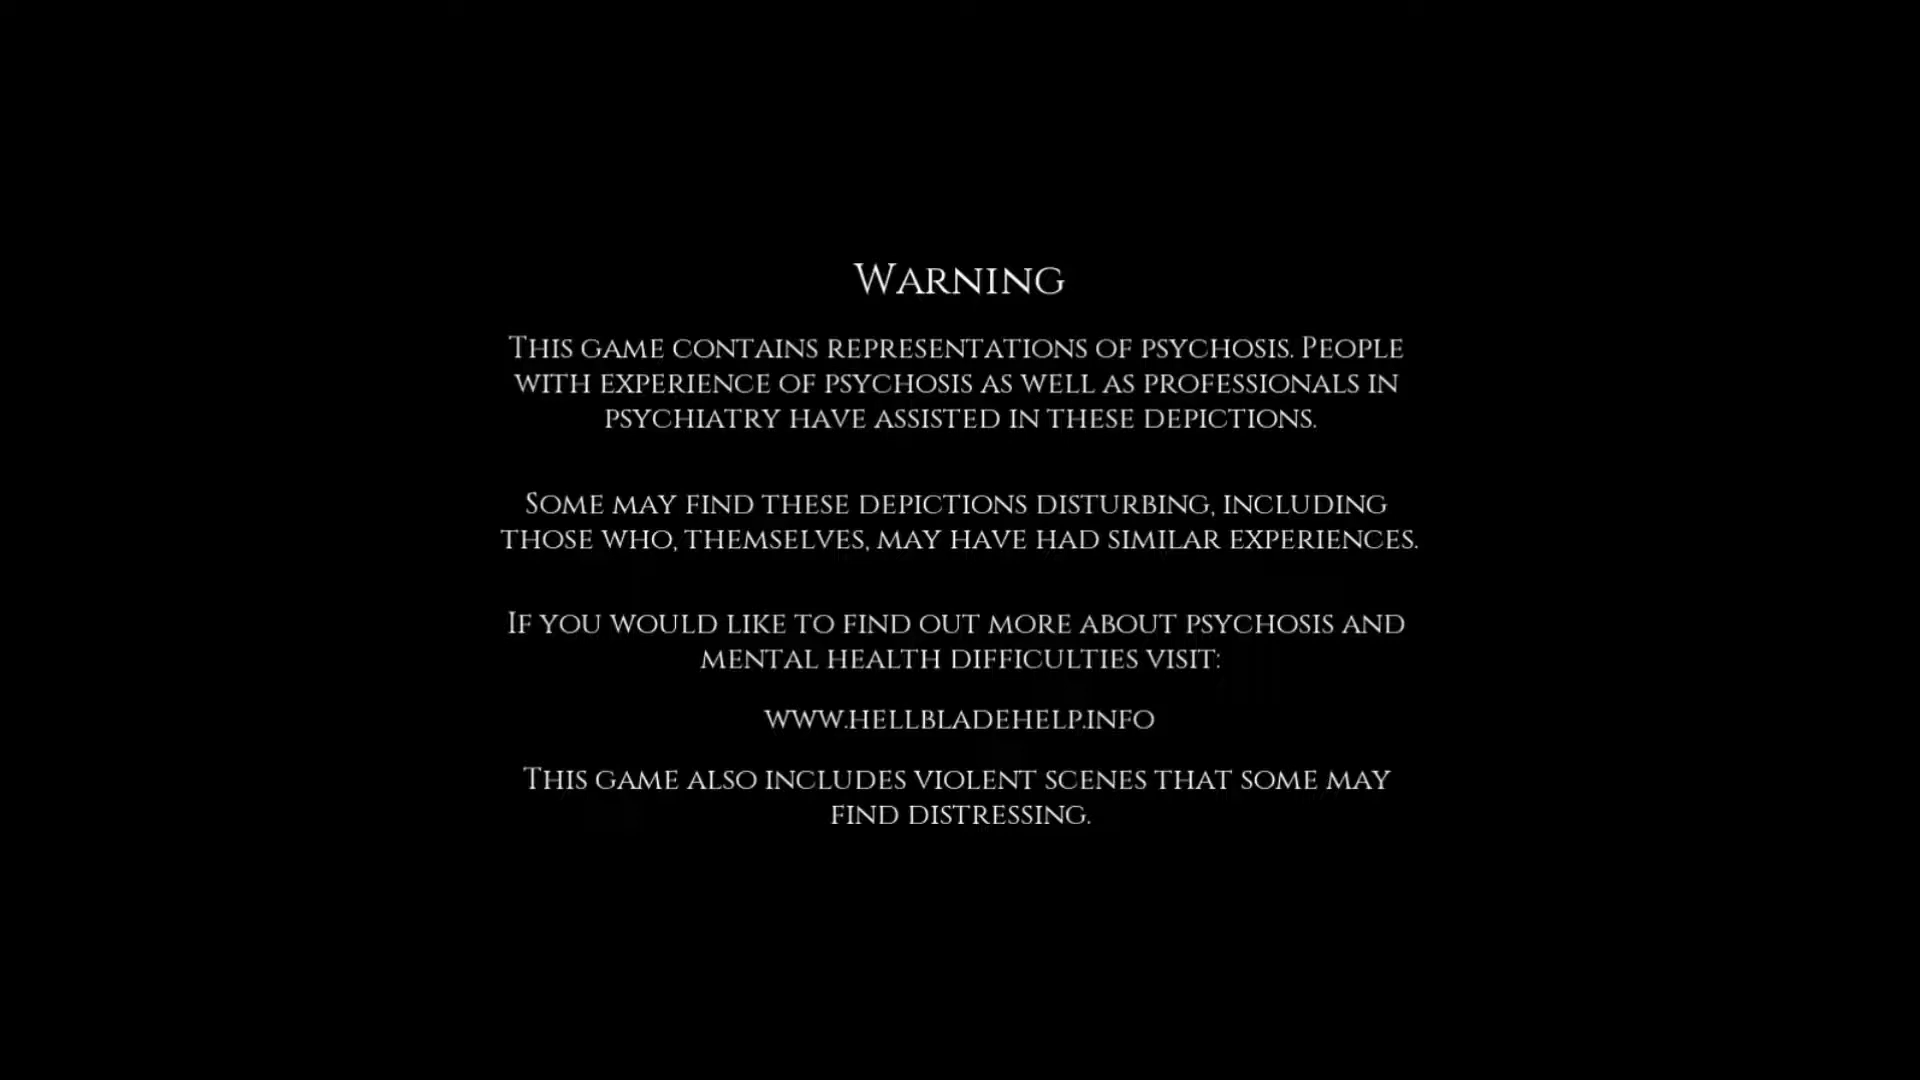 Warning
This game contains representations of psychosis. People
with experience of psychosis as well as professionals in
psychiatry have assisted in these depictions.
Some may find these depictions disturbing, including
those who, themselves, may have had similar experiences.
If you would like to find out more about psychosis and
mental health difficulties visit:
www.hellbladehelp.info
This game also includes violent scenes that some may
find distressing.